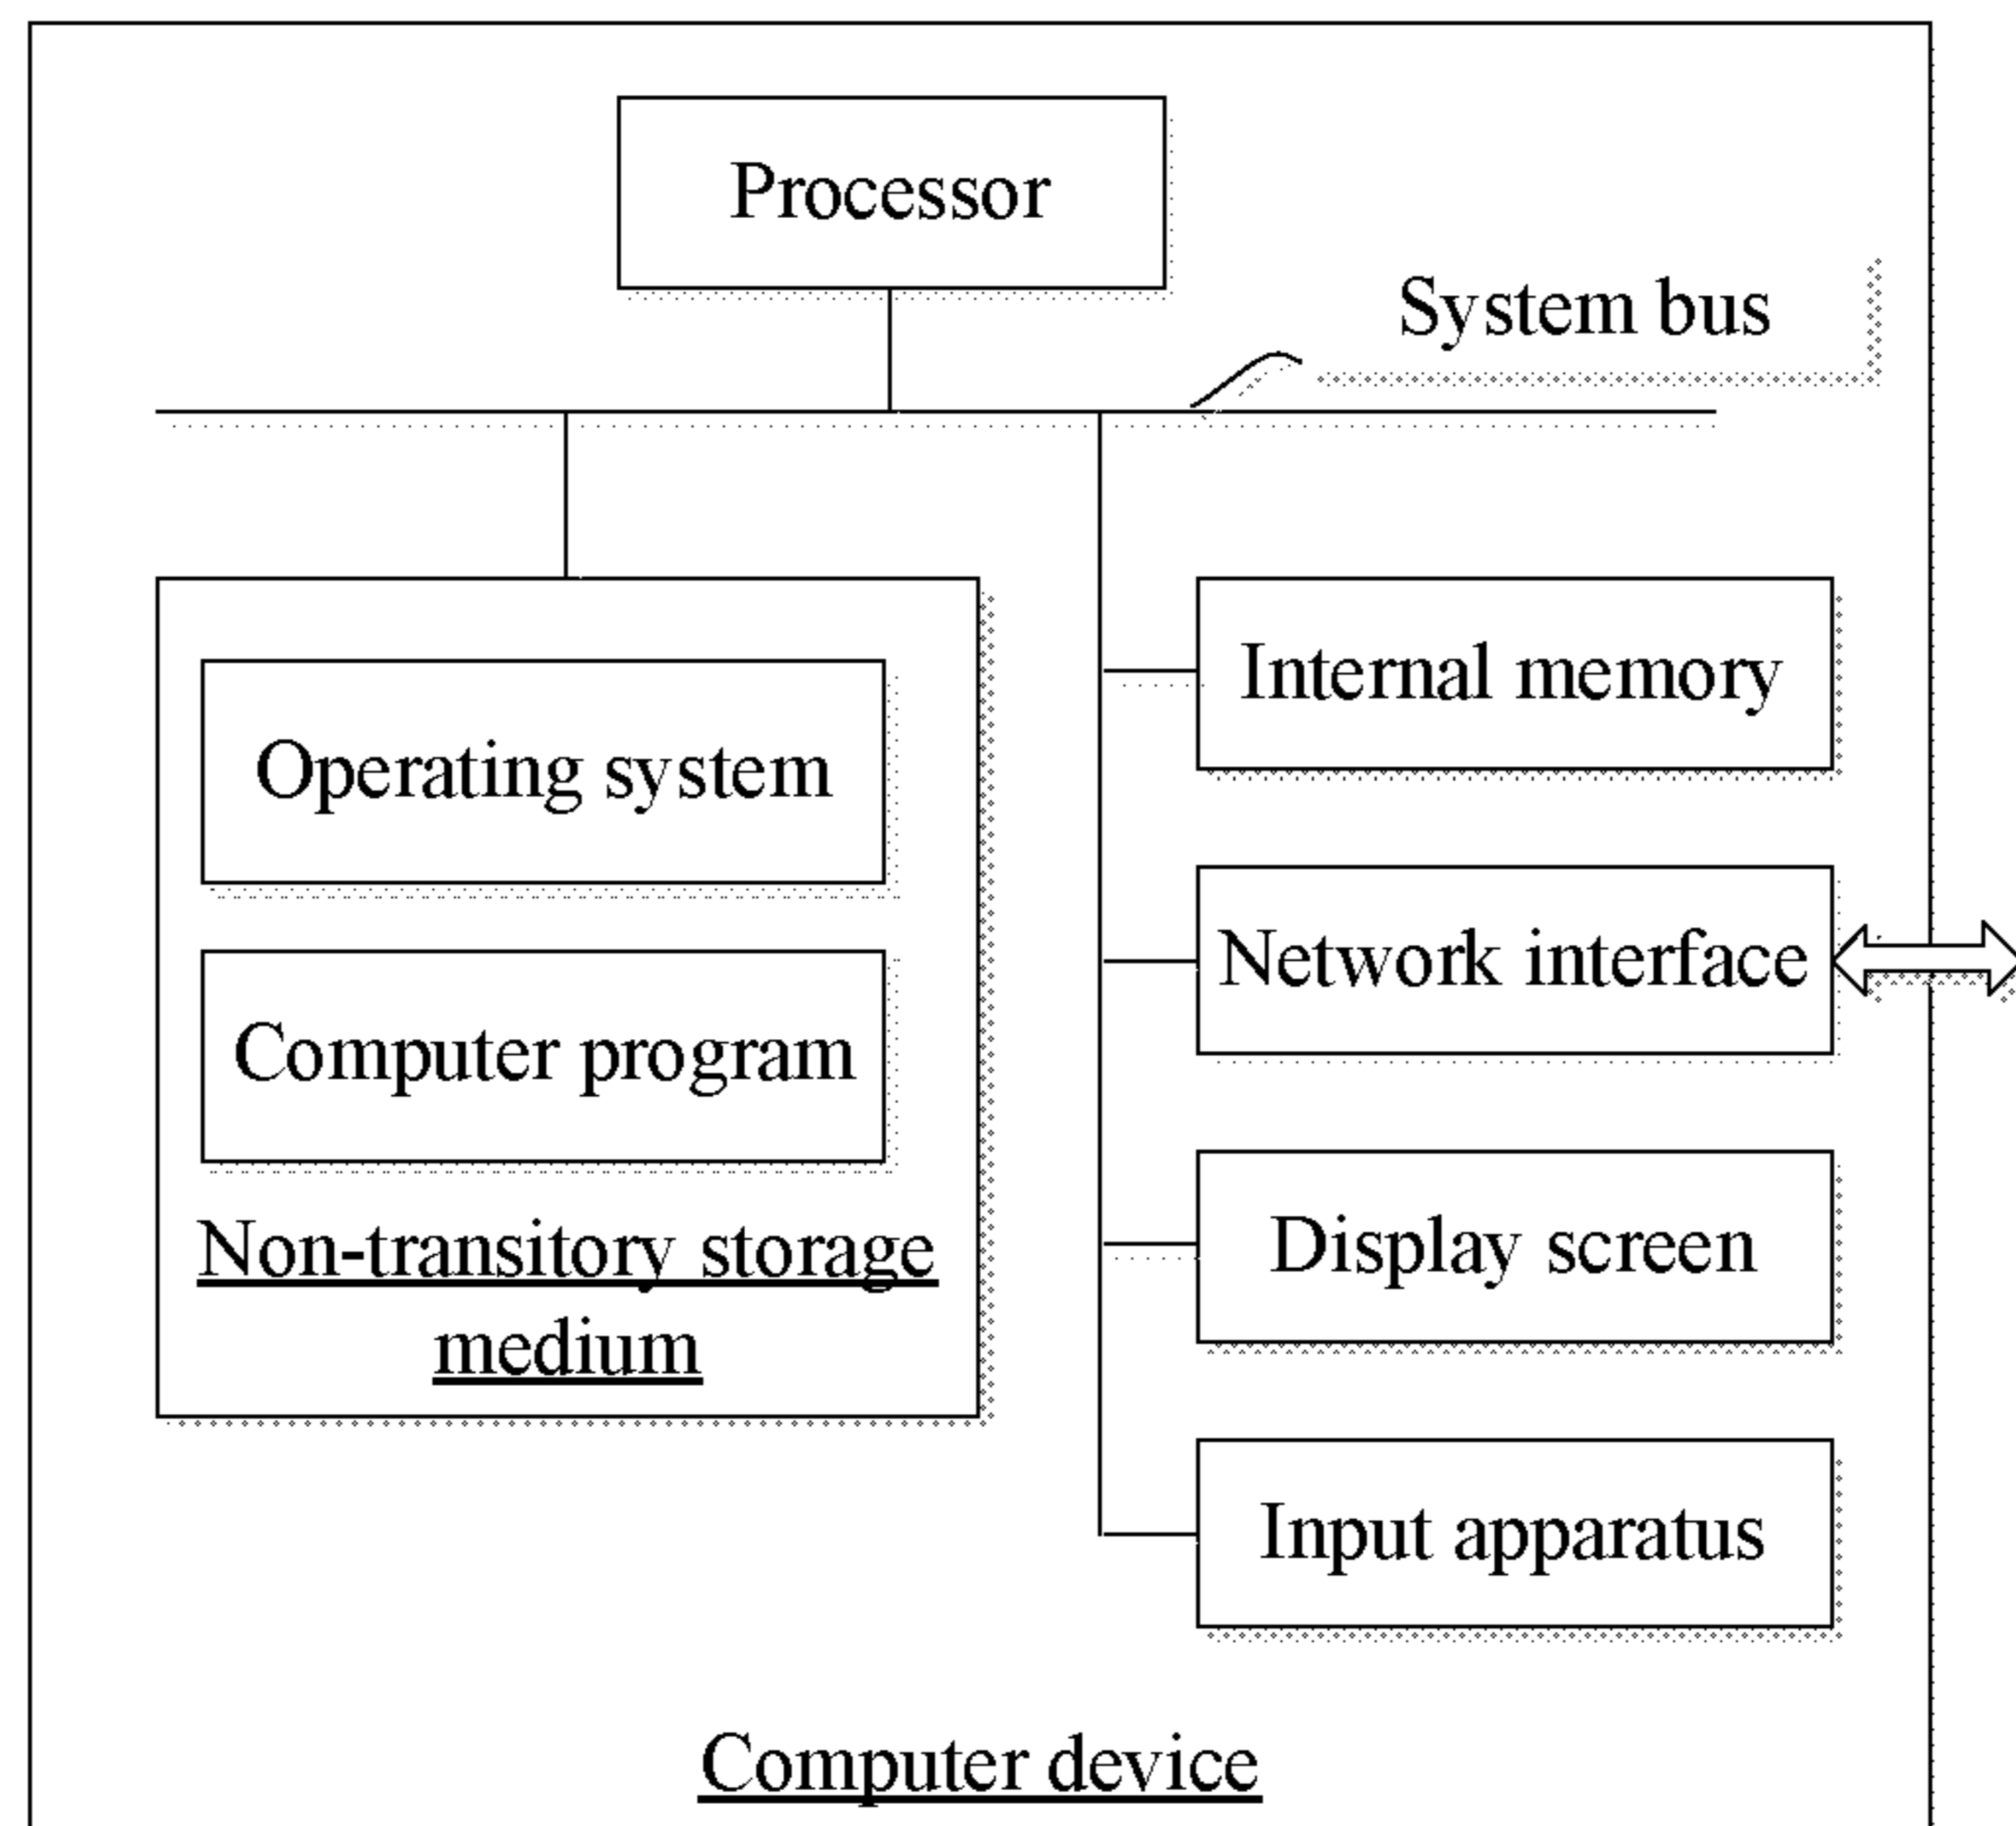 Processor
System bus
Operating system
Computer program
Non-transitory storage
medium
Internal memory
Network interface
Display screen
Input apparatus
Computer device